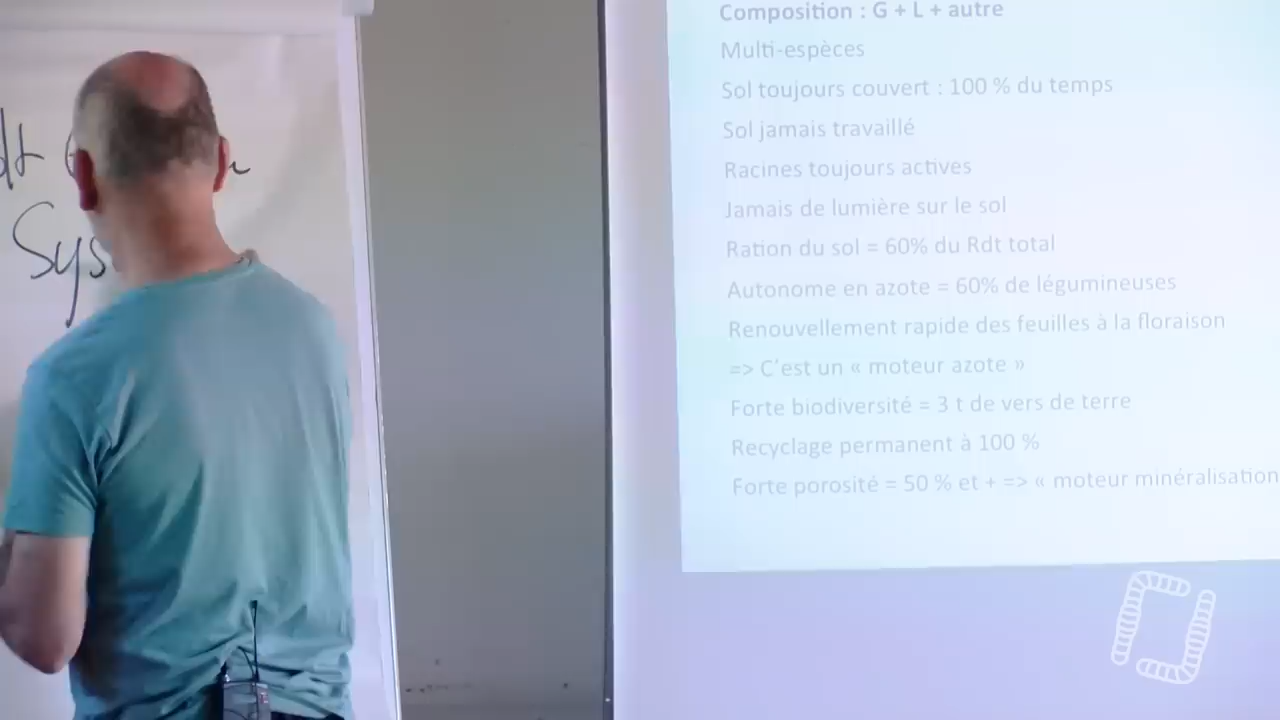 Composition : G + L + autre
Multi-espèces
Sol toujours couvert : 100 % du temps
Sol jamais travaillé
Racines toujours actives
Jamais de lumière sur le sol
Ration du sol = 60% du Rdt total
Autonome en azote = 60% de légumineuses
Renouvellement rapide des feuilles à la floraison
=> C'est un « moteur azote »
Forte biodiversité = 3 t de vers de terre
Recyclage permanent à 100 %
Forte porosité = 50 % et + => « moteur minéralisation
Sys